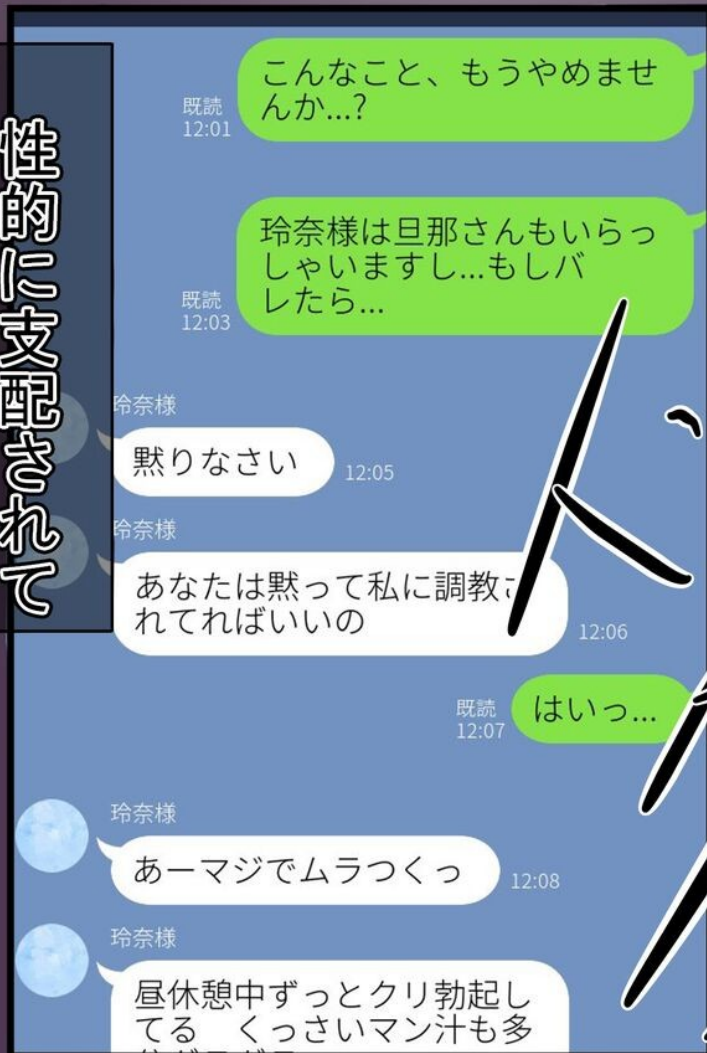 性的に支配されて
こんなこと、もうやめませ
んか...?
既読
12:01
玲奈様は旦那さんもいらっ
しゃいますし...もしバ
レたら...
既読
12:03
玲奈様
黙りなさい
12:05
玲奈様
あなたは黙って私に調教さ
れてればいいの
12:06
はいっ...
既読
12:07
玲奈様
あーマジでムラつくっ
12:08
玲奈様
昼休憩中ずっとクリ勃起し
てる くっさいマン汁も多